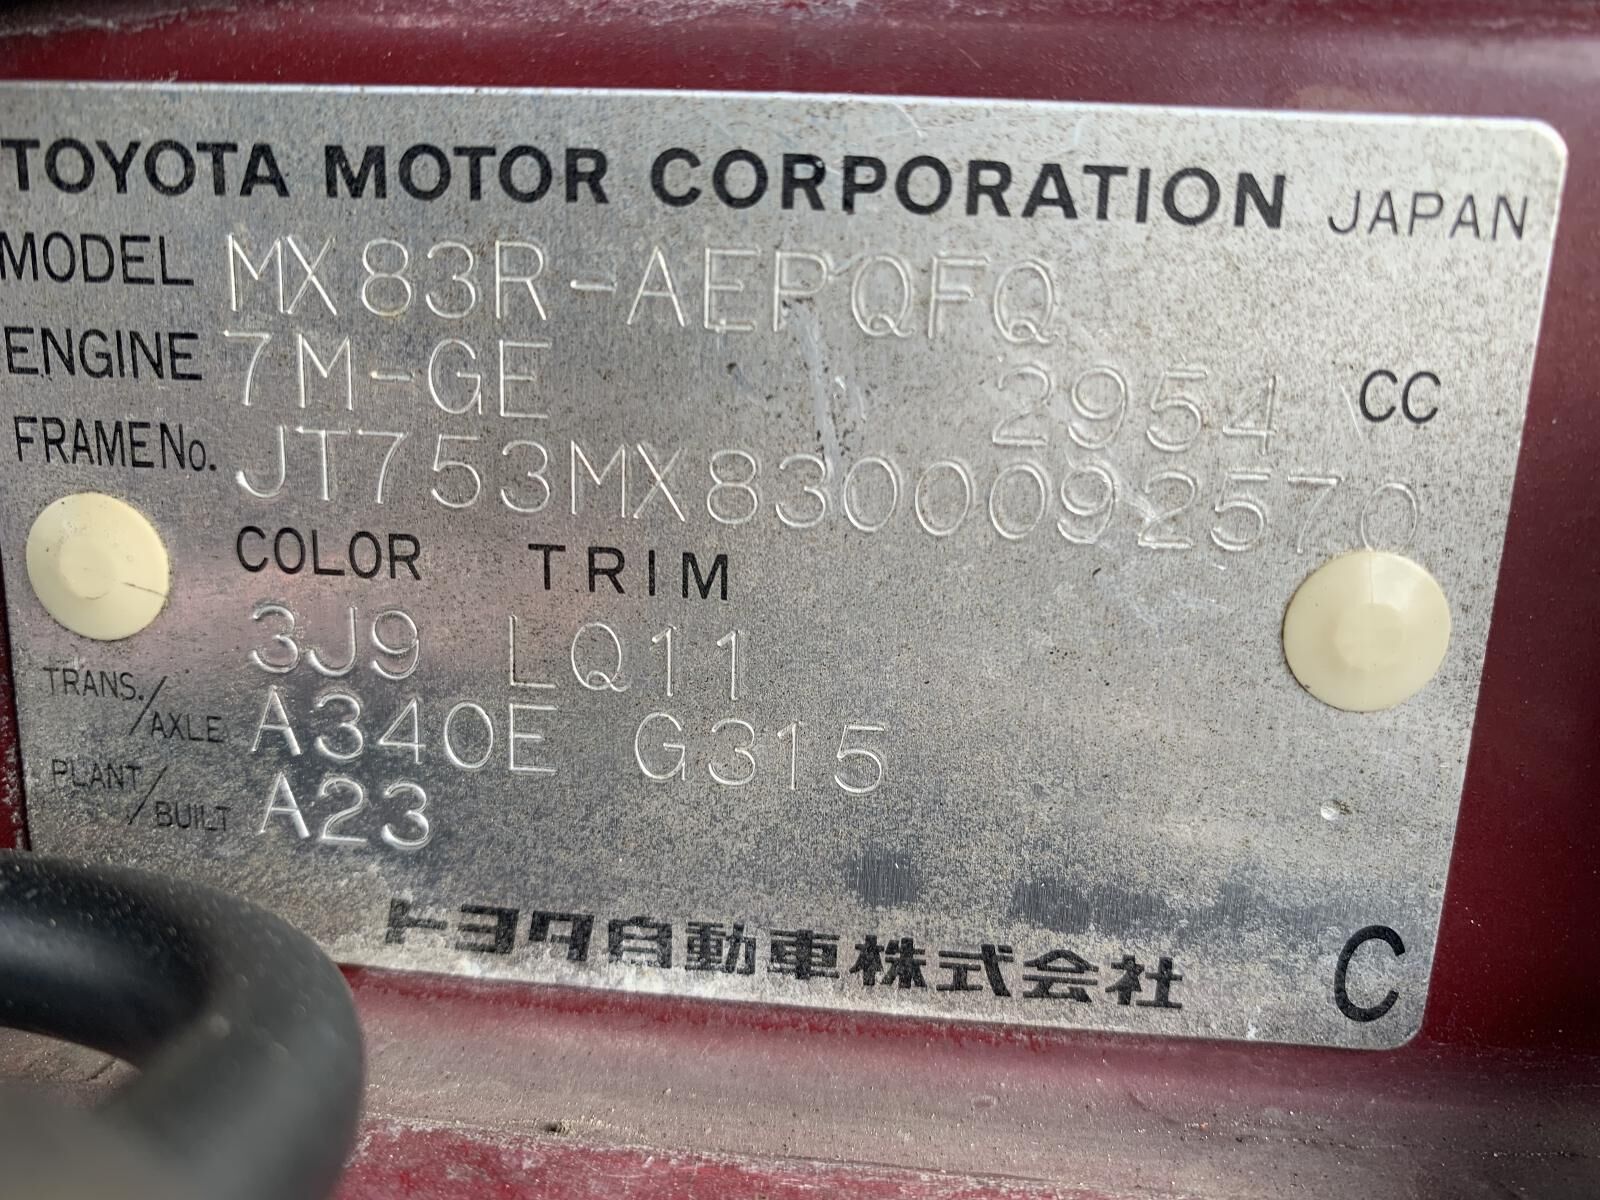 TOYOTA MOTOR CORPORATION JAPAN
MODEL MX83R-AEPQFQ
ENGINE 7M-GE 2954 CC
FRAME No. JT753MX8300092570
COLOR TRIM
3J9 LQ11
TRANS./AXLE A340E G315
PLANT/BUILT A23
トヨタ自動車株式会社 C